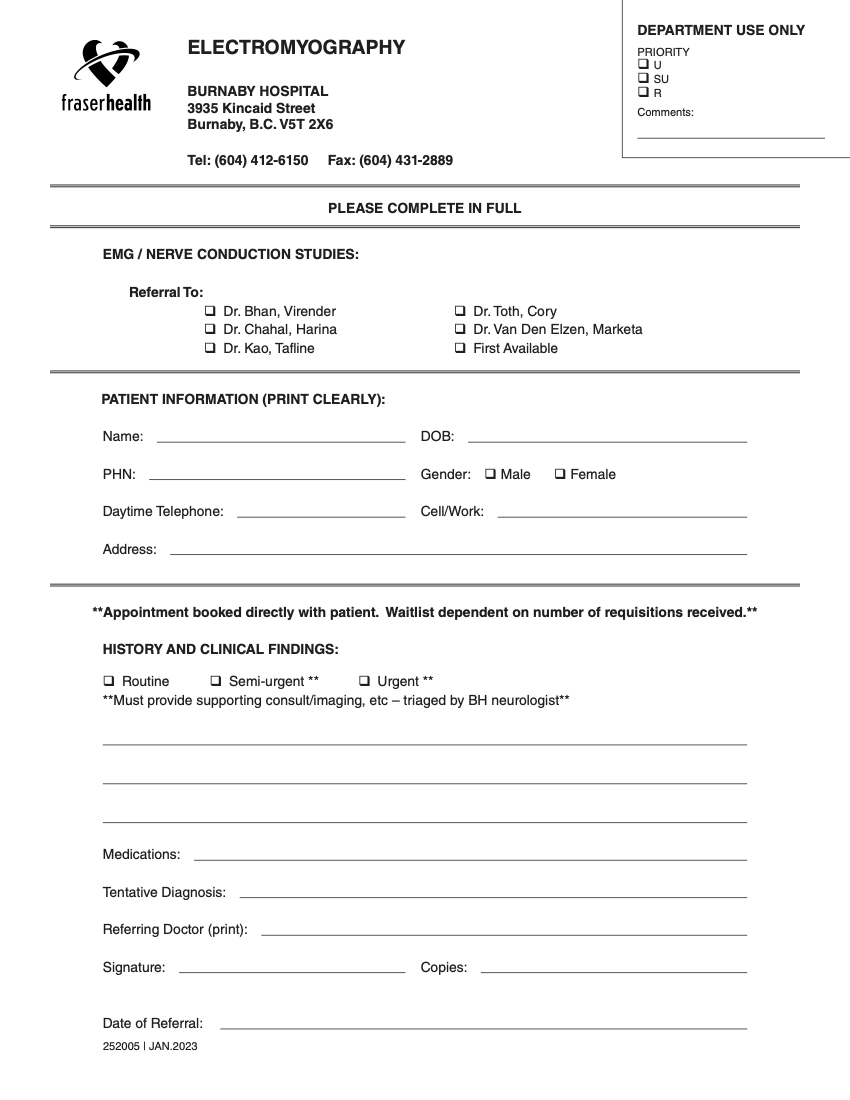 fraserhealth
ELECTROMYOGRAPHY
BURNABY HOSPITAL
3935 Kincaid Street
Burnaby, B.C. V5T 2X6
Tel: (604) 412-6150 Fax: (604) 431-2889
DEPARTMENT USE ONLY
PRIORITY
❏ U
❏ SU
❏ R
Comments:
PLEASE COMPLETE IN FULL
EMG / NERVE CONDUCTION STUDIES:
Referral To:
❏ Dr. Bhan, Virender ❏ Dr. Toth, Cory
❏ Dr. Chahal, Harina ❏ Dr. Van Den Elzen, Marketa
❏ Dr. Kao, Tafline ❏ First Available
PATIENT INFORMATION (PRINT CLEARLY):
Name: DOB:
PHN: Gender: ❏ Male ❏ Female
Daytime Telephone: Cell/Work:
Address:
**Appointment booked directly with patient. Waitlist dependent on number of requisitions received.**
HISTORY AND CLINICAL FINDINGS:
❏ Routine ❏ Semi-urgent ** ❏ Urgent **
**Must provide supporting consult/imaging, etc – triaged by BH neurologist**
Medications:
Tentative Diagnosis:
Referring Doctor (print):
Signature: Copies:
Date of Referral:
252005 | JAN.2023